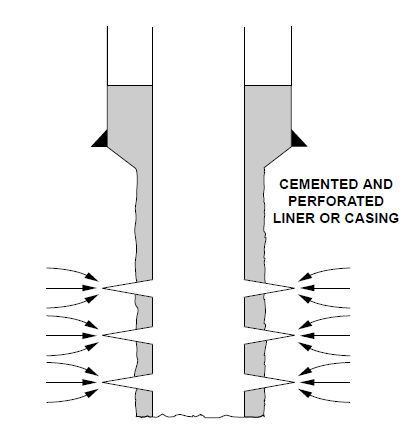 CEMENTED AND
PERFORATED
LINER OR CASING